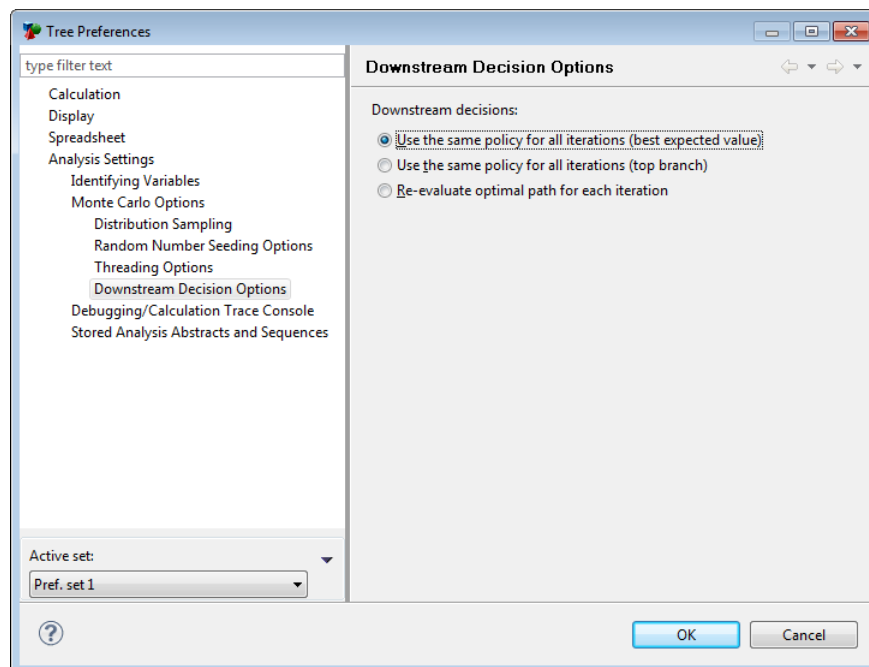 Tree Preferences
type filter text
Calculation
Display
Spreadsheet
Analysis Settings
Identifying Variables
Monte Carlo Options
Distribution Sampling
Random Number Seeding Options
Threading Options
Downstream Decision Options
Debugging/Calculation Trace Console
Stored Analysis Abstracts and Sequences
Active set:
Pref. set 1
Downstream Decision Options
Downstream decisions:
Use the same policy for all iterations (best expected value)
Use the same policy for all iterations (top branch)
Re-evaluate optimal path for each iteration
?
OK
Cancel